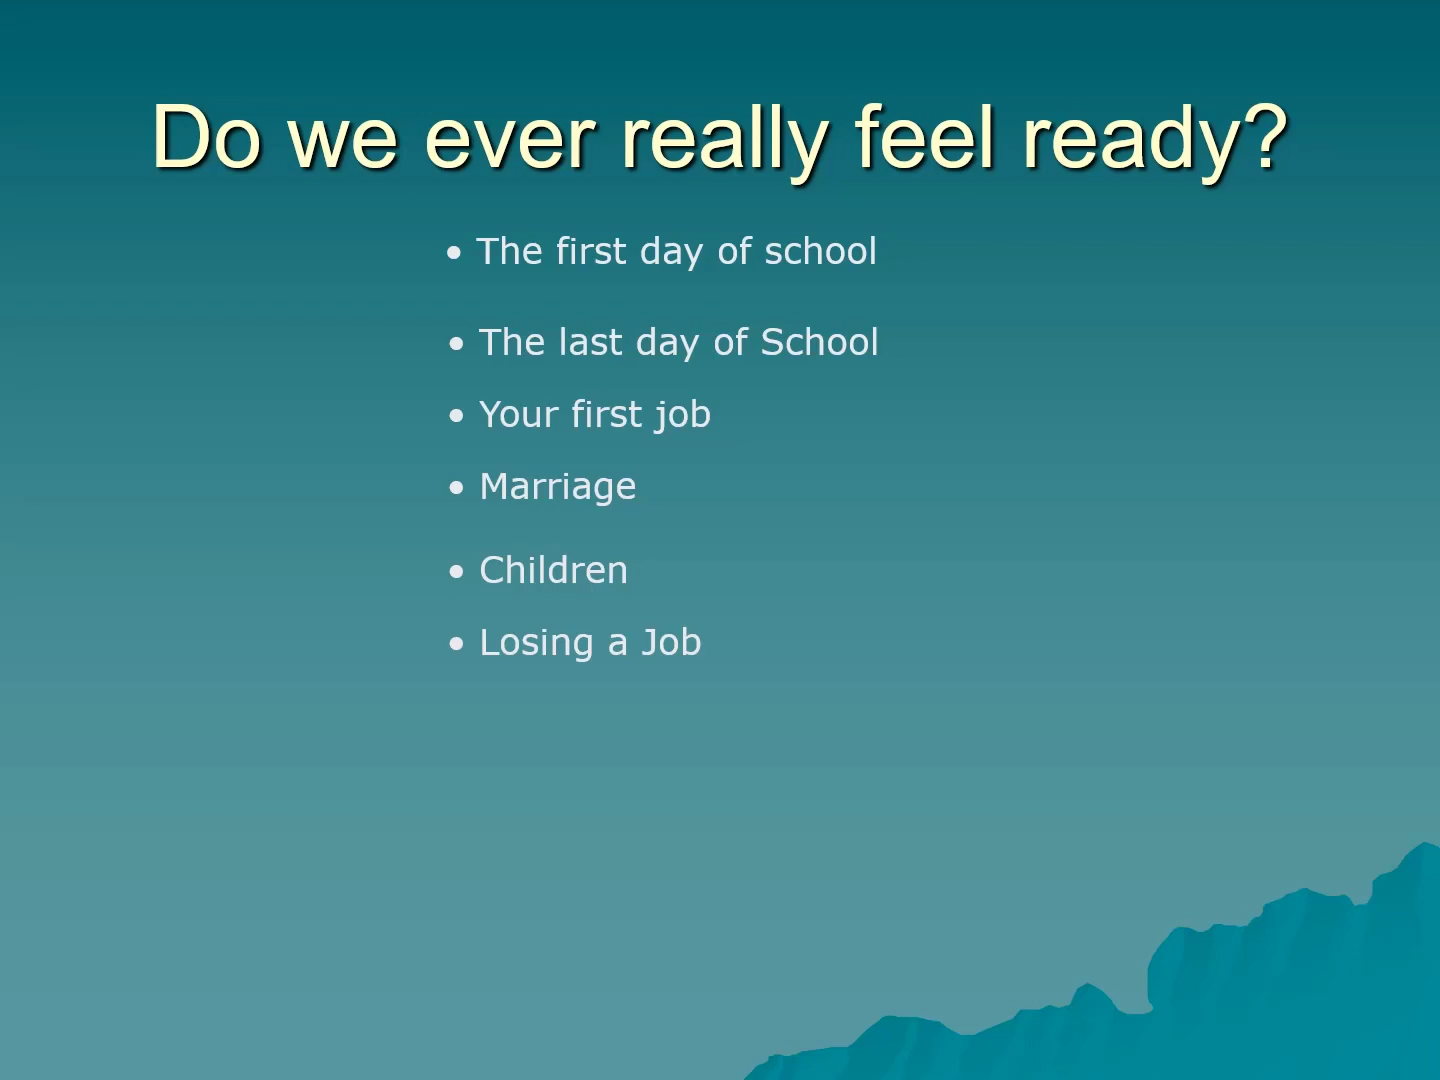 Do we ever really feel ready?
• The first day of school
• The last day of School
• Your first job
• Marriage
• Children
• Losing a Job